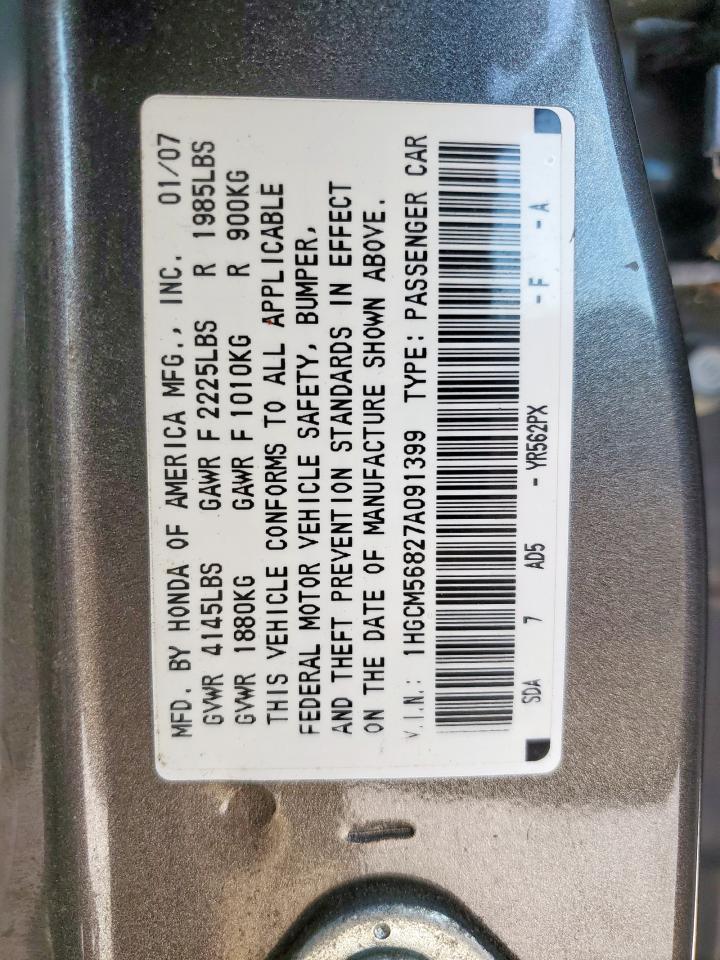 MFD. BY HONDA OF AMERICA MFG., INC. 01/07
GVWR 4145LBS GAWR F 2225LBS R 1985LBS
GVWR 1880KG GAWR F 1010KG R 900KG
THIS VEHICLE CONFORMS TO ALL APPLICABLE
FEDERAL MOTOR VEHICLE SAFETY, BUMPER,
AND THEFT PREVENTION STANDARDS IN EFFECT
ON THE DATE OF MANUFACTURE SHOWN ABOVE.
V.I.N.: 1HGCM56827A091399 TYPE: PASSENGER CAR
SDA 7 AD5 - YR562PX - F - A